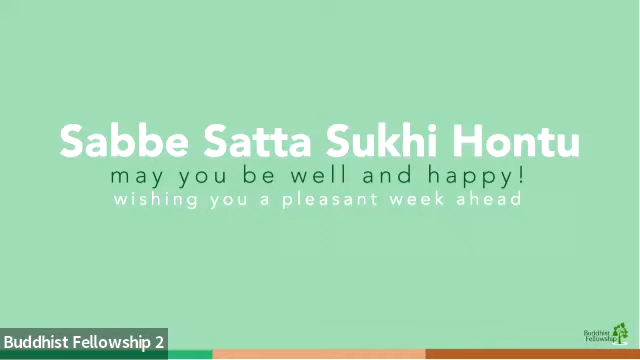 Sabbe Satta Sukhi Hontu
may you be well and happy!
wishing you a pleasant week ahead
Buddhist
Fellowship
Buddhist Fellowship 2